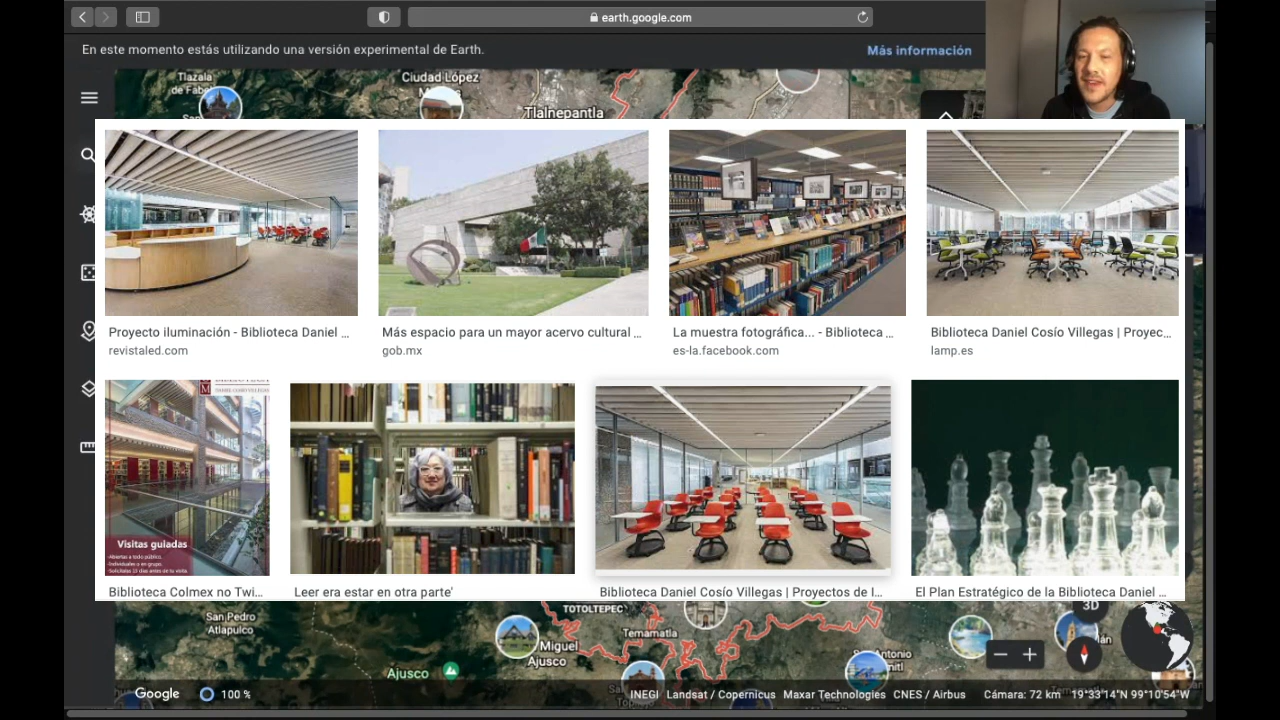 earth.google.com
En este momento estás utilizando una versión experimental de Earth.
Más información
Tlazala
de Fabel
Ciudad López
Tlalnepantla
Proyecto iluminación - Biblioteca Daniel ...
revistaled.com
Más espacio para un mayor acervo cultural ...
gob.mx
La muestra fotográfica... - Biblioteca ...
es-la.facebook.com
Biblioteca Daniel Cosío Villegas | Proyec...
lamp.es
DANIEL COSÍO VILLEGAS
Visitas guiadas
Biblioteca Colmex no Twi...
Leer era estar en otra parte'
Biblioteca Daniel Cosío Villegas | Proyectos de I...
El Plan Estratégico de la Biblioteca Daniel ...
San Pedro
Atlapulco
TOTOLTEPEC
Temamatla
Miguel
Ajusco
Ajusco
3D
Google
100 %
INEGI Landsat / Copernicus Maxar Technologies CNES / Airbus Cámara: 72 km 19°33'14"N 99°10'54"W